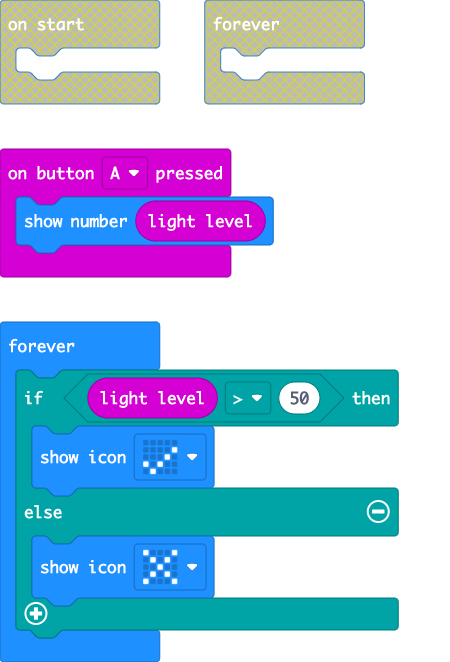 on start
forever
on button A pressed
show number light level
forever
if light level > 50 then
show icon
else
show icon